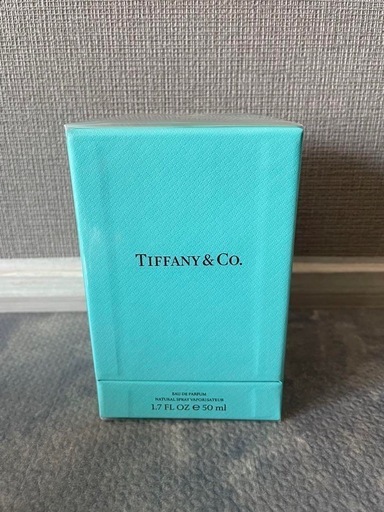 TIFFANY & CO.
EAU DE PARFUM
NATURAL SPRAY VAPORISATEUR
1.7 FL OZ ℮ 50 ml